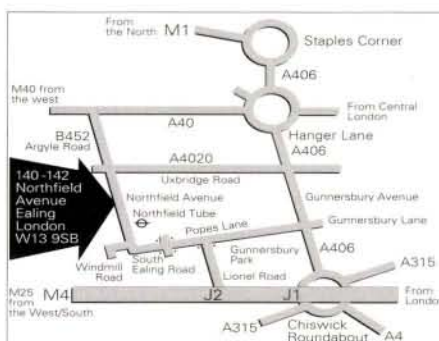 From
the North
M1
Staples Corner
A406
M40 from
the west
A40
From Central
London
Hanger Lane
A406
B452
Argyle Road
A4020
Uxbridge Road
140-142
Northfield
Avenue
Ealing
London
W13 9SB
Northfield Avenue
Northfield Tube
Gunnersbury Avenue
Popes Lane
Gunnersbury Lane
Windmill
Road
South
Ealing Road
Gunnersbury
Park
Lionel Road
A406
A315
M25
from
the West/South
M4
J2
J1
From
London
A315
Chiswick
Roundabout
A4